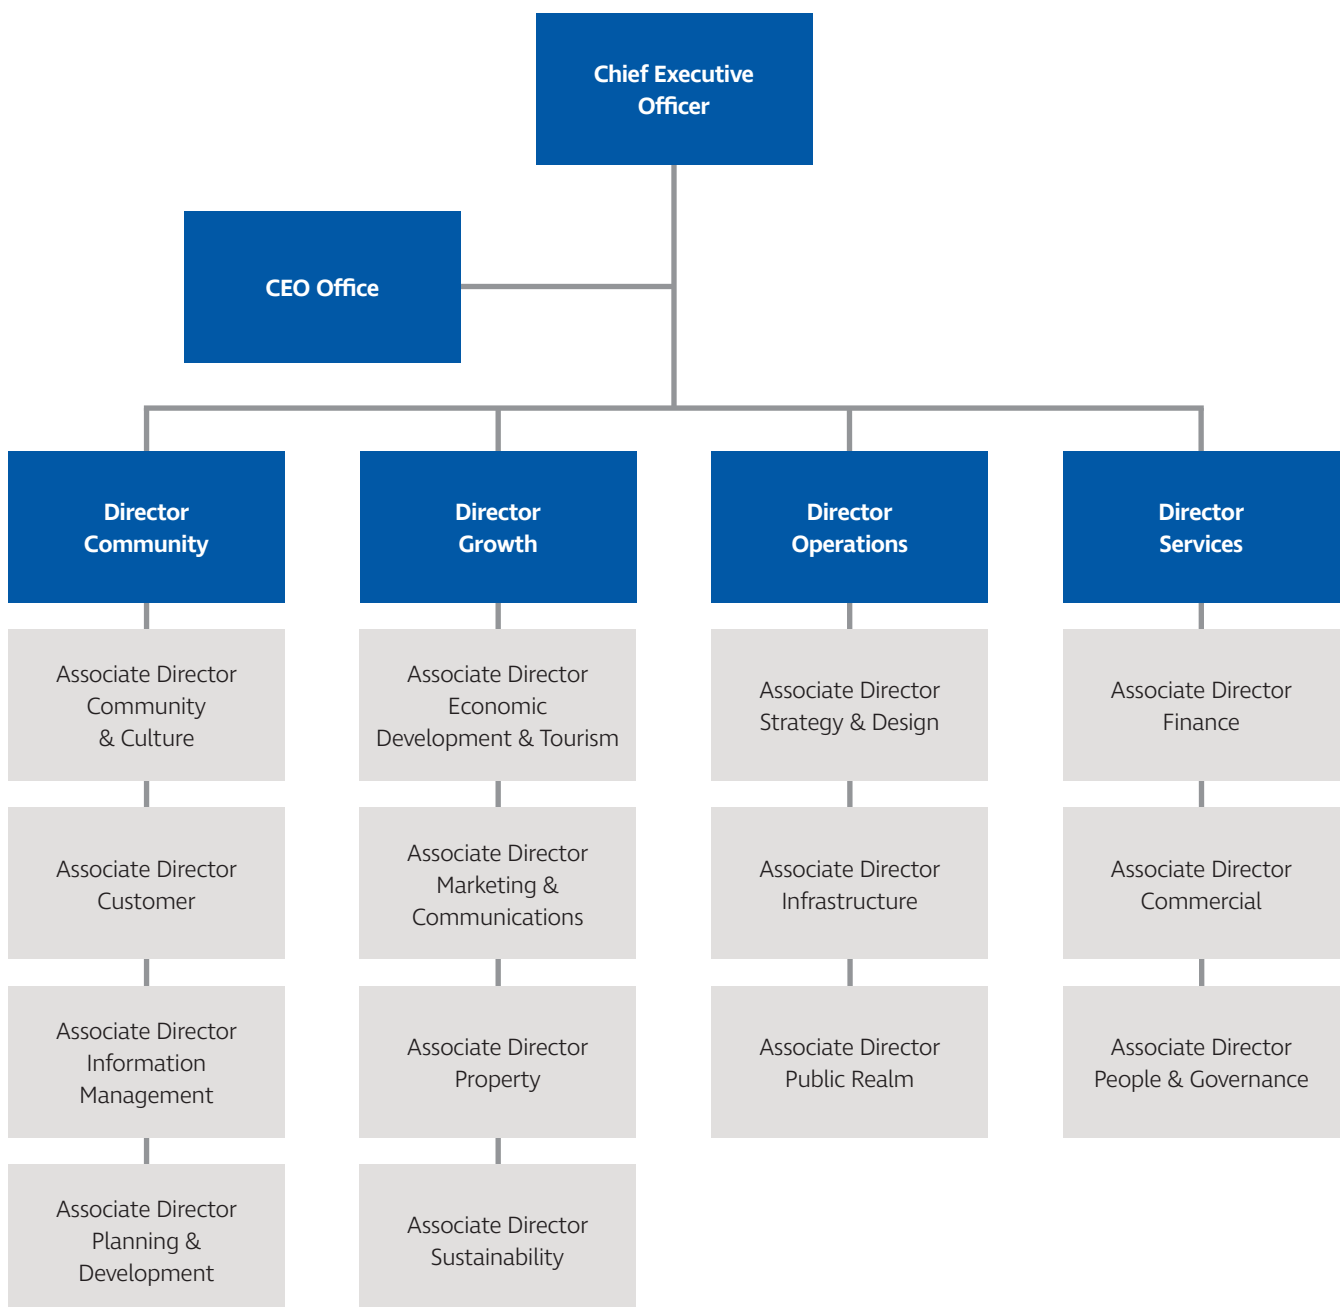 Chief Executive
Officer
CEO Office
Director
Community
Director
Growth
Director
Operations
Director
Services
Associate Director
Community
& Culture
Associate Director
Economic
Development & Tourism
Associate Director
Strategy & Design
Associate Director
Finance
Associate Director
Customer
Associate Director
Marketing &
Communications
Associate Director
Infrastructure
Associate Director
Commercial
Associate Director
Information
Management
Associate Director
Property
Associate Director
Public Realm
Associate Director
People & Governance
Associate Director
Planning &
Development
Associate Director
Sustainability